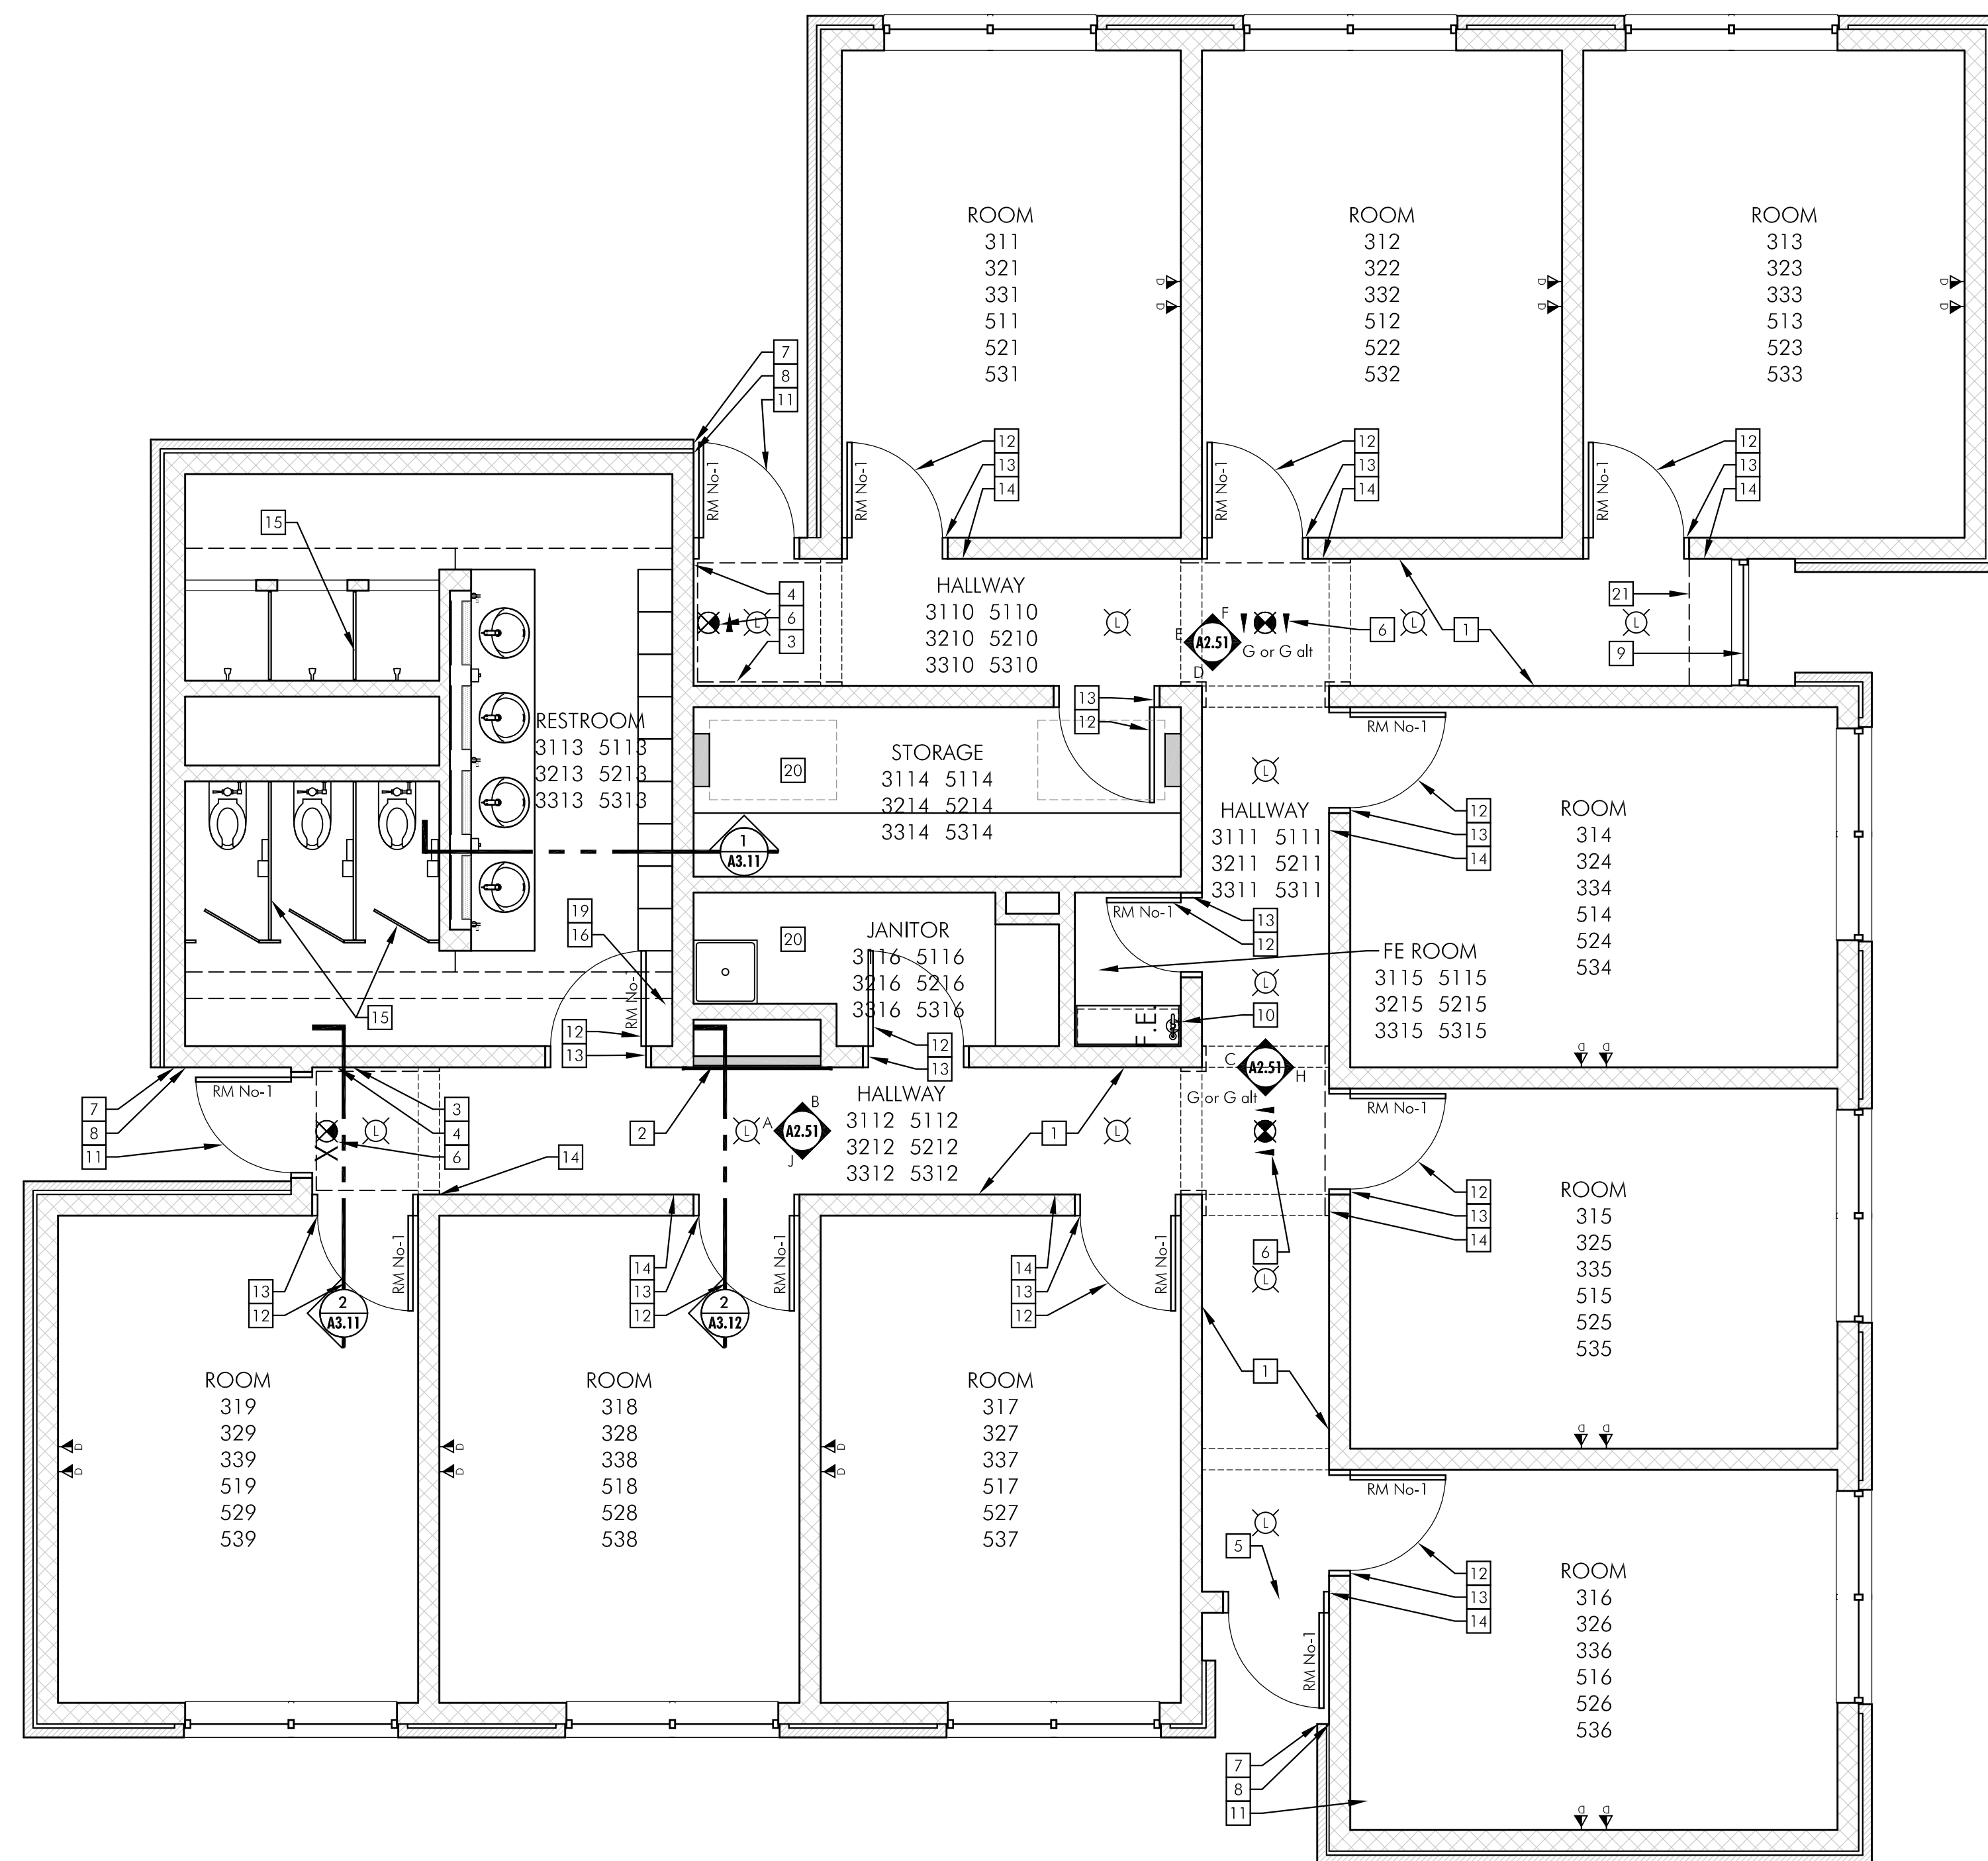 ROOM
311
321
331
511
521
531
ROOM
312
322
332
512
522
532
ROOM
313
323
333
513
523
533
D
D
D
D
D
D
7
8
11
RM No-1
RM No-1
12
13
14
RM No-1
12
13
14
RM No-1
12
13
14
15
4
6
3
L
HALLWAY
3110 5110
3210 5210
3310 5310
L
E
F
A2.51
D
G or G alt
6
L
1
21
9
L
RESTROOM
3113 5113
3213 5213
3313 5313
13
12
20
STORAGE
3114 5114
3214 5214
3314 5314
1
A3.11
L
HALLWAY
3111 5111
3211 5211
3311 5311
RM No-1
12
13
14
ROOM
314
324
334
514
524
534
D
D
19
16
15
RM No-1
12
13
20
JANITOR
3116 5116
3216 5216
3316 5316
12
13
RM No-1
13
12
L
10
F.E.
FE ROOM
3115 5115
3215 5215
3315 5315
RM No-1
7
8
11
L
3
4
6
14
2
L
A
B
A2.51
J
HALLWAY
3112 5112
3212 5212
3312 5312
1
L
C
A2.51
H
G or G alt
6
L
RM No-1
12
13
14
ROOM
315
325
335
515
525
535
D
D
13
12
2
A3.11
RM No-1
14
13
12
2
A3.12
RM No-1
14
13
12
RM No-1
1
ROOM
319
329
339
519
529
539
D
D
ROOM
318
328
338
518
528
538
D
D
ROOM
317
327
337
517
527
537
D
D
L
5
RM No-1
RM No-1
12
13
14
ROOM
316
326
336
516
526
536
7
8
11
D
D